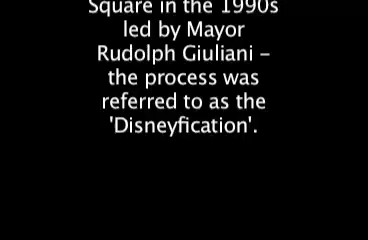 Square in the 1990s
led by Mayor
Rudolph Giuliani –
the process was
referred to as the
'Disneyfication'.